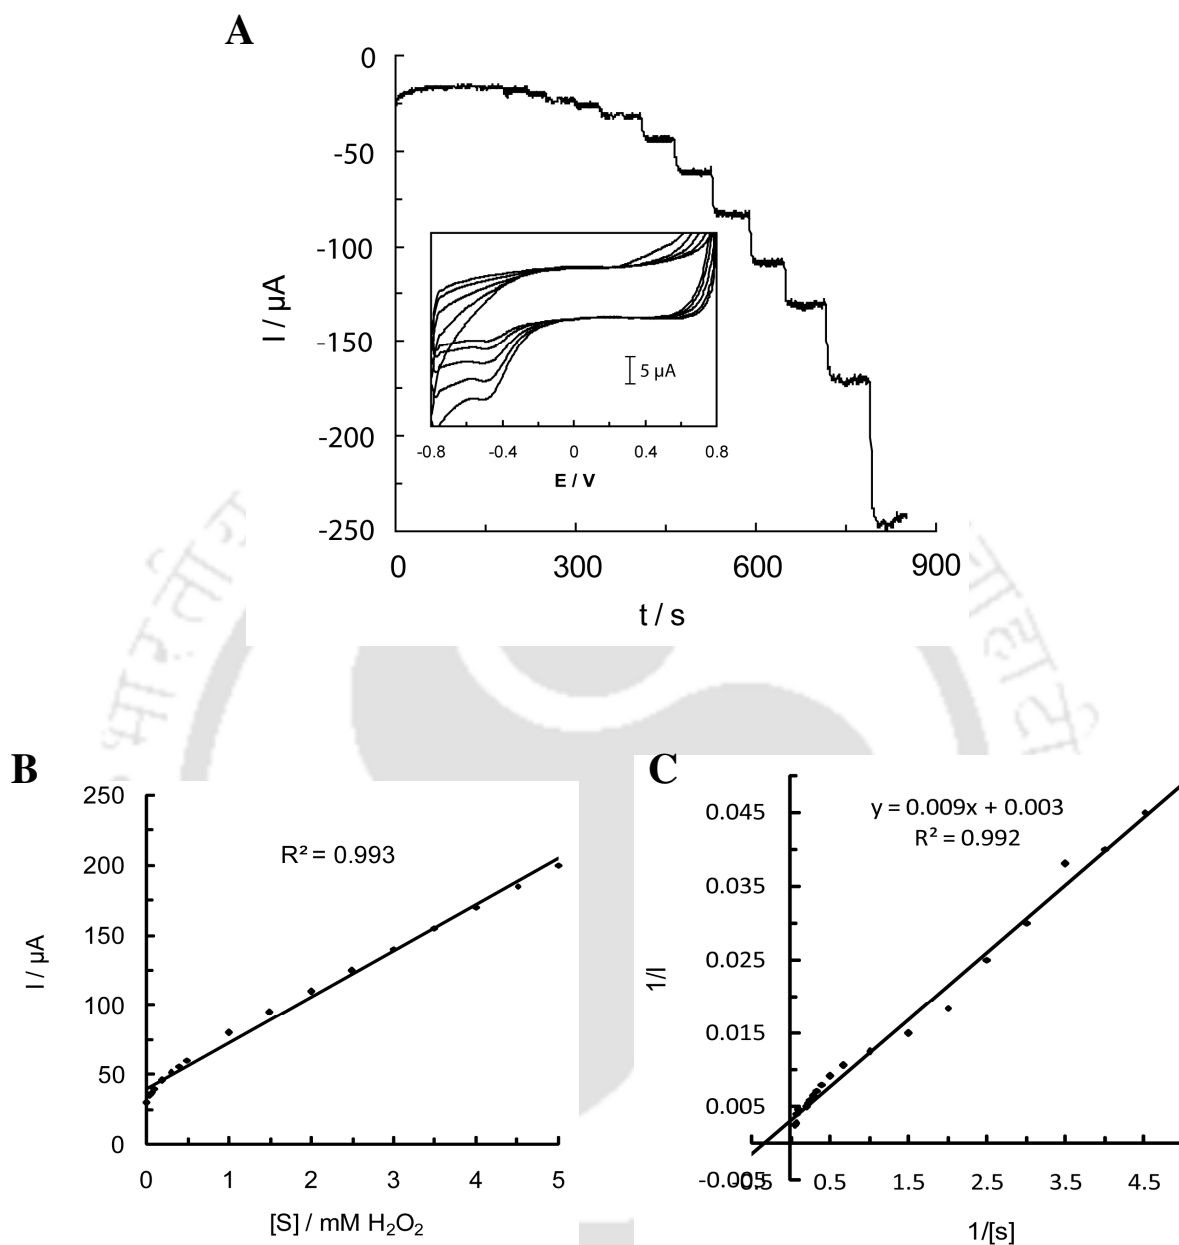 A
0
-50
-100
-150
-200
-250
I / µA
5 µA
-0.8 -0.4 0 0.4 0.8
E / V
0 300 600 900
t / s
B
250
200
150
100
50
0
I / µA
R² = 0.993
0 1 2 3 4 5
[S] / mM H₂O₂
C
y = 0.009x + 0.003
R² = 0.992
0.045
0.035
0.025
0.015
0.005
-0.005
1/I
-0.5 0.5 1.5 2.5 3.5 4.5
1/[s]